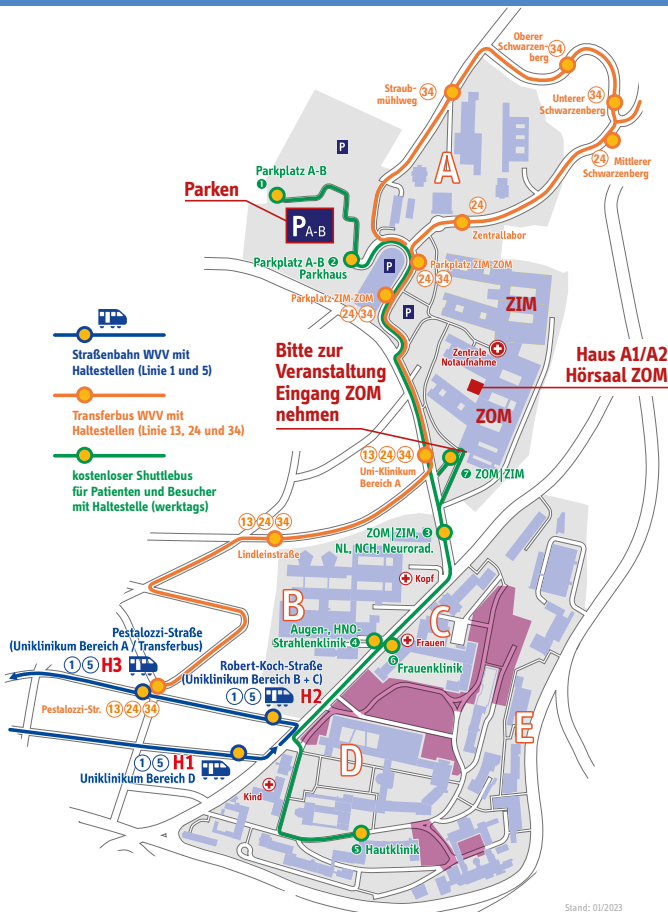 Oberer
Schwarzen-
berg
34
Straub-
mühlweg
34
Unterer
Schwarzenberg
34
24
Mittlerer
Schwarzenberg
P
A
Parkplatz A-B
1
Parken
P A-B
24
Zentrallabor
Parkplatz A-B 2
Parkhaus
P
Parkplatz ZIM-ZOM
24 34
Parkplatz ZIM-ZOM
24 34
P
ZIM
Straßenbahn WVV mit
Haltestellen (Linie 1 und 5)
Transferbus WVV mit
Haltestellen (Linie 13, 24 und 34)
kostenloser Shuttlebus
für Patienten und Besucher
mit Haltestelle (werktags)
Bitte zur
Veranstaltung
Eingang ZOM
nehmen
Zentrale
Notaufnahme
Haus A1/A2
Hörsaal ZOM
ZOM
13 24 34
Uni-Klinikum
Bereich A
7 ZOM|ZIM
13 24 34
Lindleinstraße
ZOM|ZIM, 3
NL, NCH, Neurorad.
Kopf
B
C
Augen-, HNO-
Strahlenklinik 4
Frauen
6
Frauenklinik
Pestalozzi-Straße
(Uniklinikum Bereich A / Transferbus)
1 5 H3
Pestalozzi-Str. 13 24 34
Robert-Koch-Straße
(Uniklinikum Bereich B + C)
1 5 H2
1 5 H1
Uniklinikum Bereich D
D
E
Kind
5 Hautklinik
Stand: 01/2023